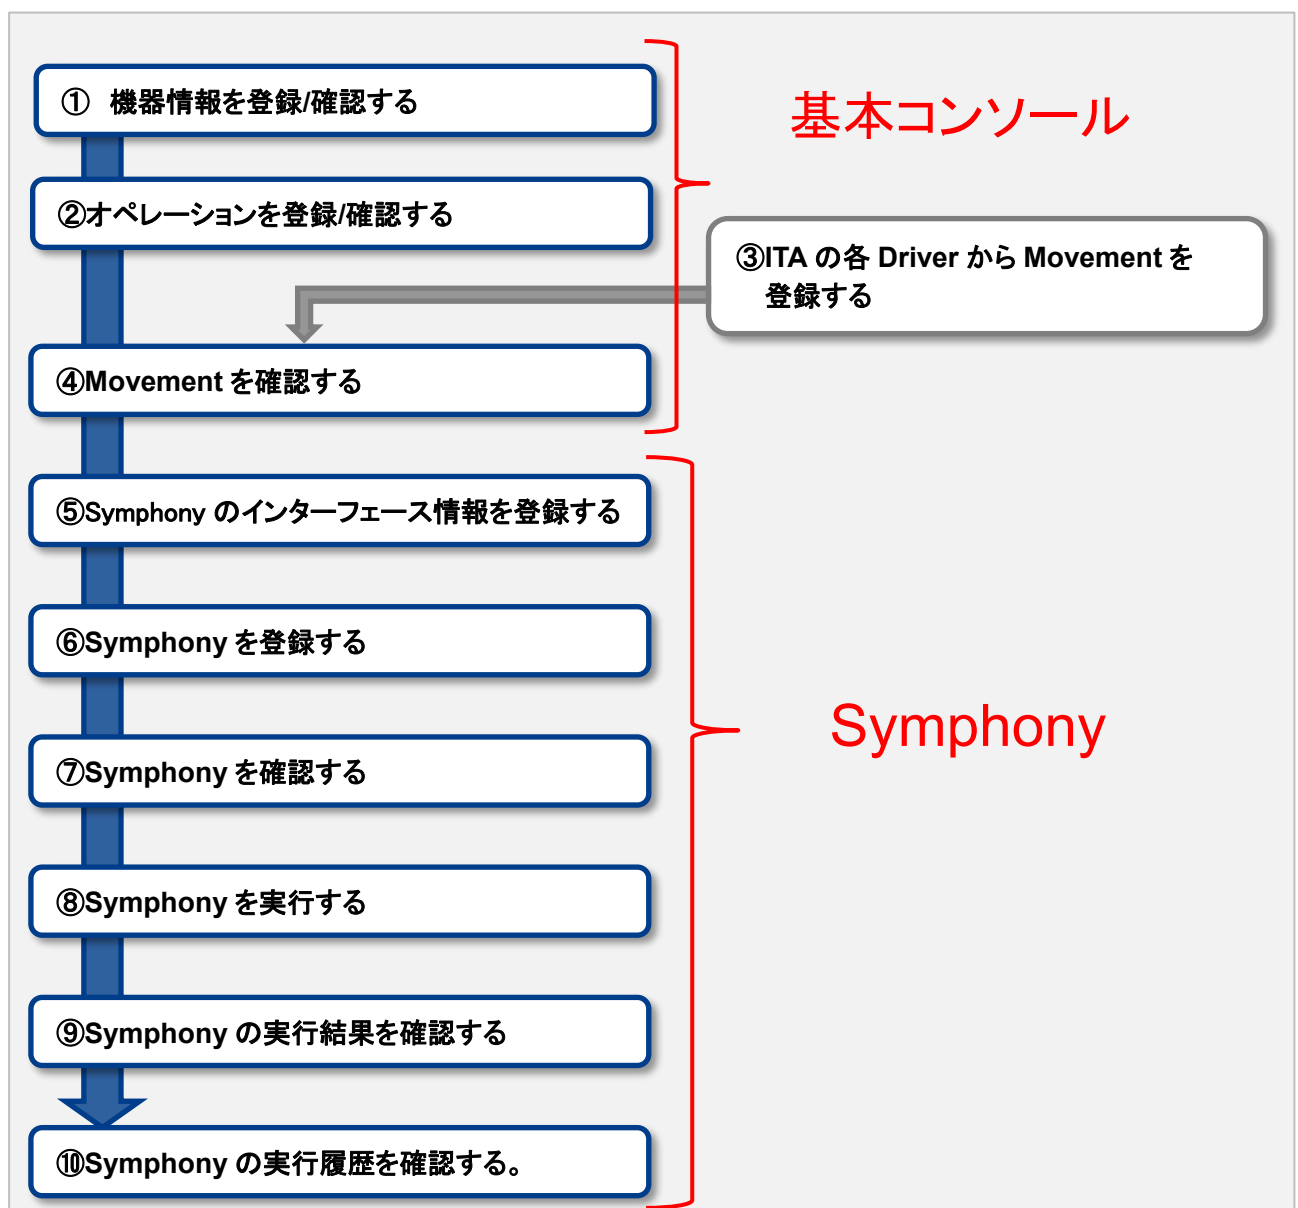 ① 機器情報を登録/確認する
基本コンソール
②オペレーションを登録/確認する
③ITA の各 Driver から Movement を
登録する
④Movement を確認する
⑤Symphony のインターフェース情報を登録する
⑥Symphony を登録する
Symphony
⑦Symphony を確認する
⑧Symphony を実行する
⑨Symphony の実行結果を確認する
⑩Symphony の実行履歴を確認する。